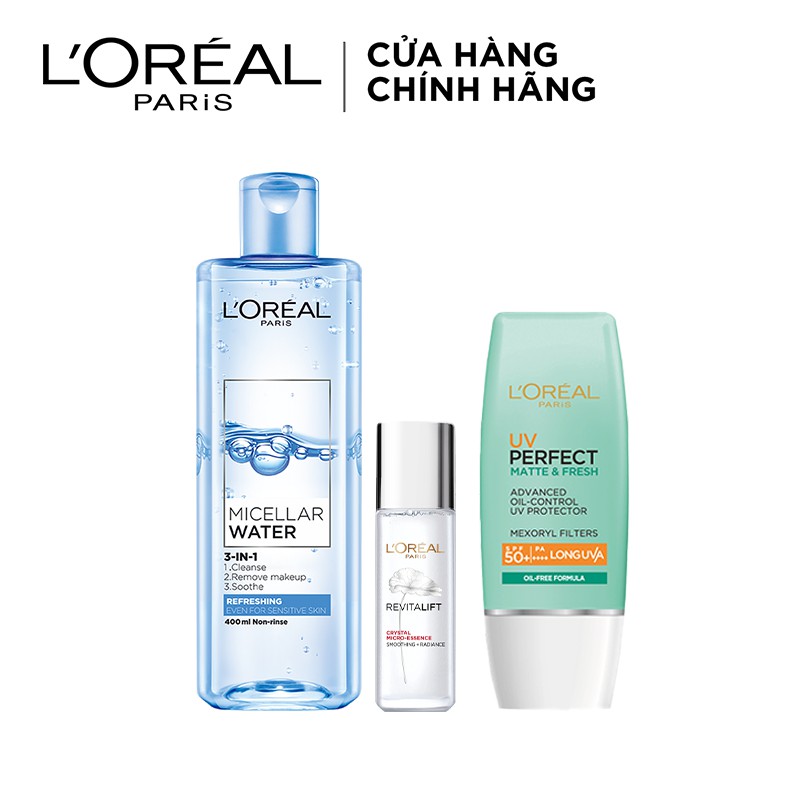 L'ORÉAL
PARiS
CỬA HÀNG
CHÍNH HÃNG
L'ORÉAL
PARiS
MICELLAR
WATER
3-IN-1
1.Cleanse
2.Remove makeup
3.Soothe
REFRESHING
EVEN FOR SENSITIVE SKIN
400ml Non-rinse
L'ORÉAL
PARiS
REVITALIFT
CRYSTAL
MICRO-ESSENCE
SMOOTHING + RADIANCE
L'ORÉAL
PARiS
UV
PERFECT
MATTE & FRESH
ADVANCED
OIL-CONTROL
UV PROTECTOR
MEXORYL FILTERS
SPF 50+ PA ++++ LONG UVA
OIL-FREE FORMULA